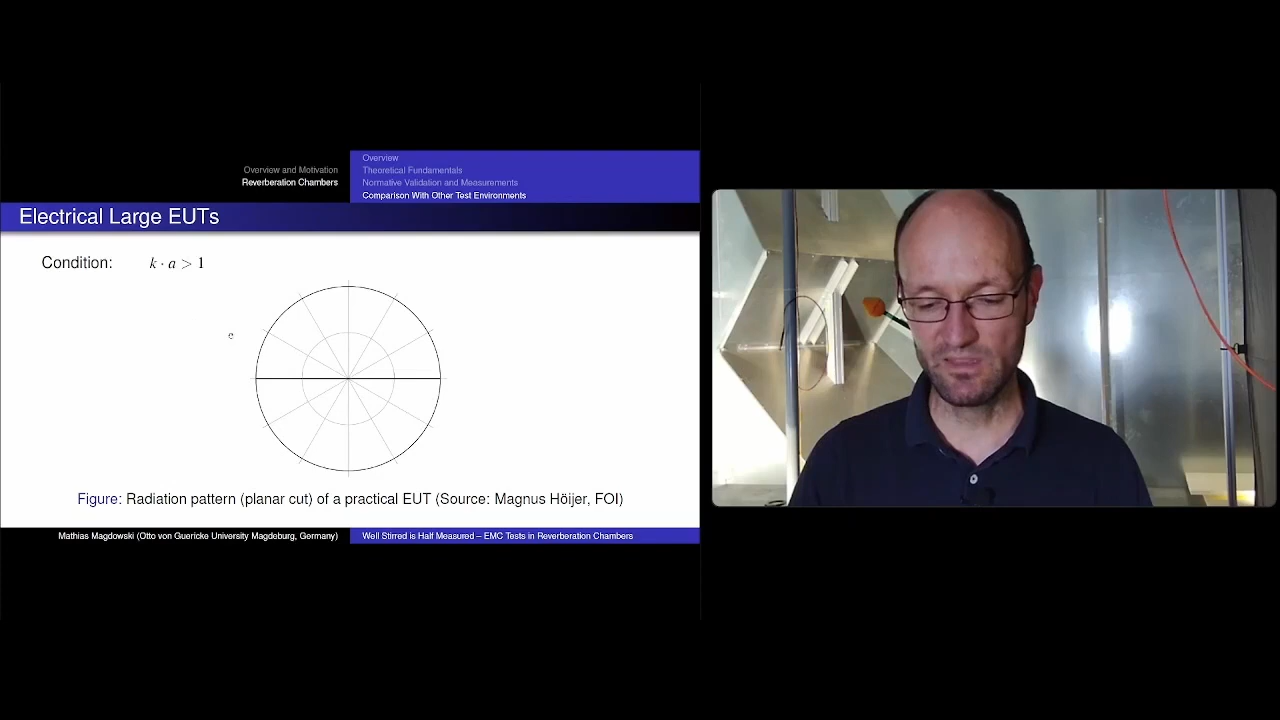 Overview and Motivation
Reverberation Chambers
Overview
Theoretical Fundamentals
Normative Validation and Measurements
Comparison With Other Test Environments
Electrical Large EUTs
Condition: k · a > 1
e
Figure: Radiation pattern (planar cut) of a practical EUT (Source: Magnus Höijer, FOI)
Mathias Magdowski (Otto von Guericke University Magdeburg, Germany)
Well Stirred is Half Measured – EMC Tests in Reverberation Chambers